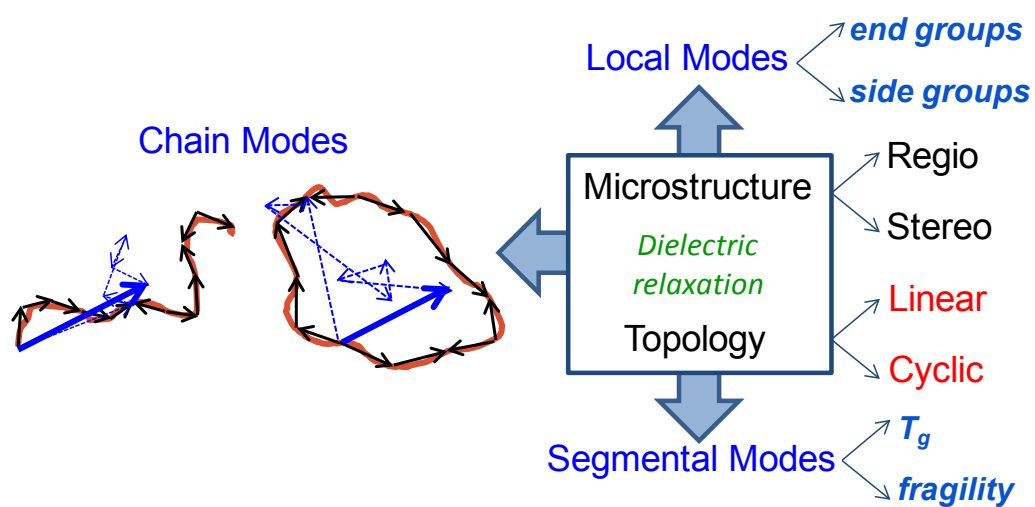 end groups
Local Modes
side groups
Chain Modes
Microstructure
Regio
Stereo
Dielectric
relaxation
Linear
Topology
Cyclic
Tg
Segmental Modes
fragility